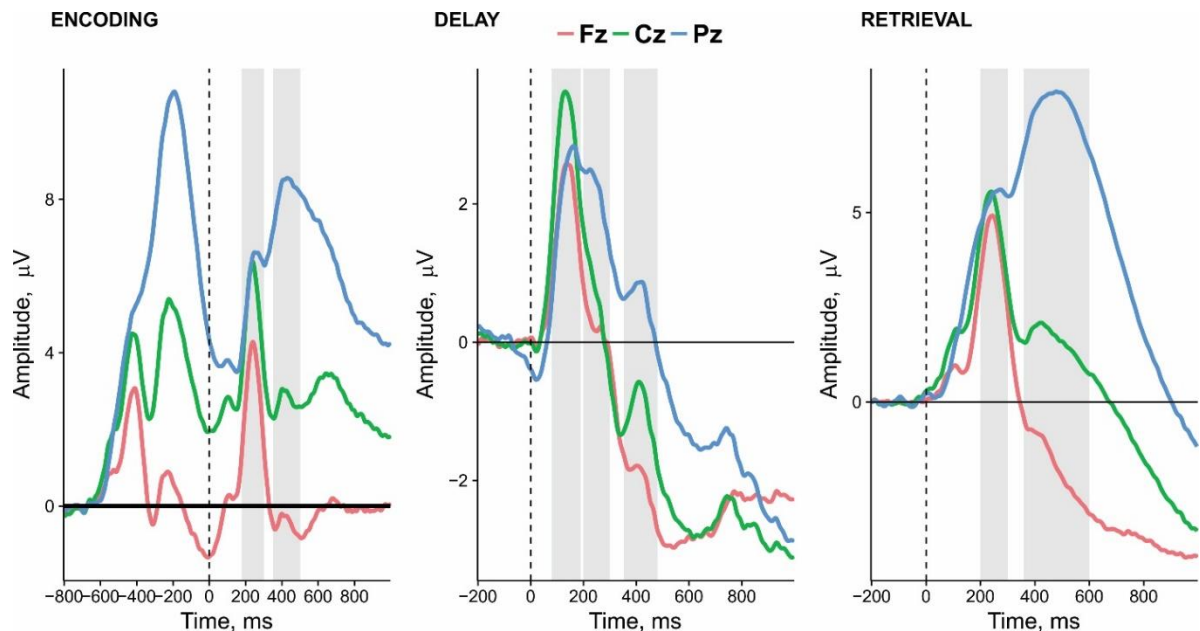 ENCODING
DELAY
RETRIEVAL
Fz Cz Pz
Amplitude, µV
8
4
0
−800−600−400−200 0 200 400 600 800
Time, ms
Amplitude, µV
2
0
−2
−200 0 200 400 600 800
Time, ms
Amplitude, µV
5
0
−200 0 200 400 600 800
Time, ms